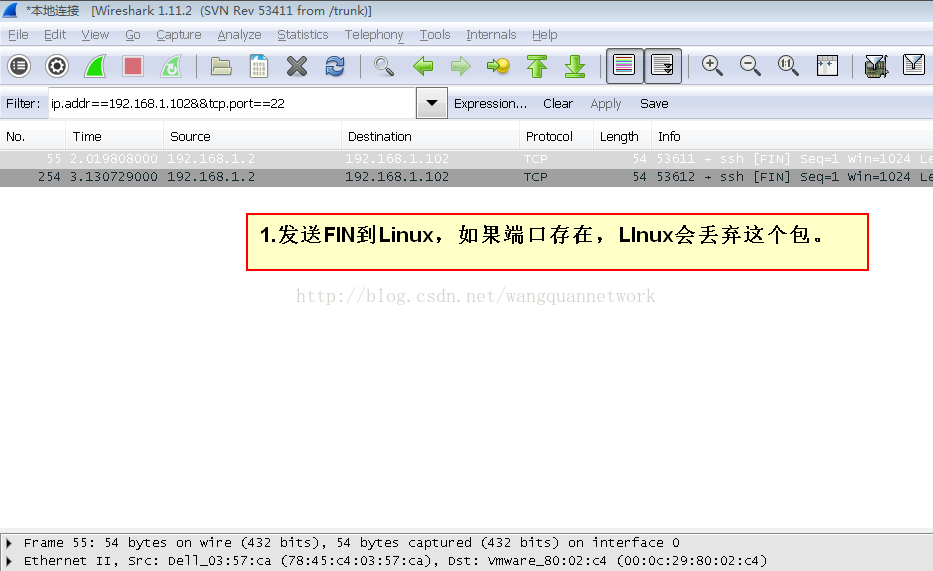 *本地连接 [Wireshark 1.11.2 (SVN Rev 53411 from /trunk)]
File Edit View Go Capture Analyze Statistics Telephony Tools Internals Help
Filter: ip.addr==192.168.1.102&&tcp.port==22 Expression... Clear Apply Save
No. Time Source Destination Protocol Length Info
55 2.019808000 192.168.1.2 192.168.1.102 TCP 54 53611 → ssh [FIN] Seq=1 Win=1024 Le
254 3.130729000 192.168.1.2 192.168.1.102 TCP 54 53612 → ssh [FIN] Seq=1 Win=1024 Le
1.发送FIN到Linux，如果端口存在，LInux会丢弃这个包。
http://blog.csdn.net/wangquannetwork
Frame 55: 54 bytes on wire (432 bits), 54 bytes captured (432 bits) on interface 0
Ethernet II, Src: Dell_03:57:ca (78:45:c4:03:57:ca), Dst: Vmware_80:02:c4 (00:0c:29:80:02:c4)